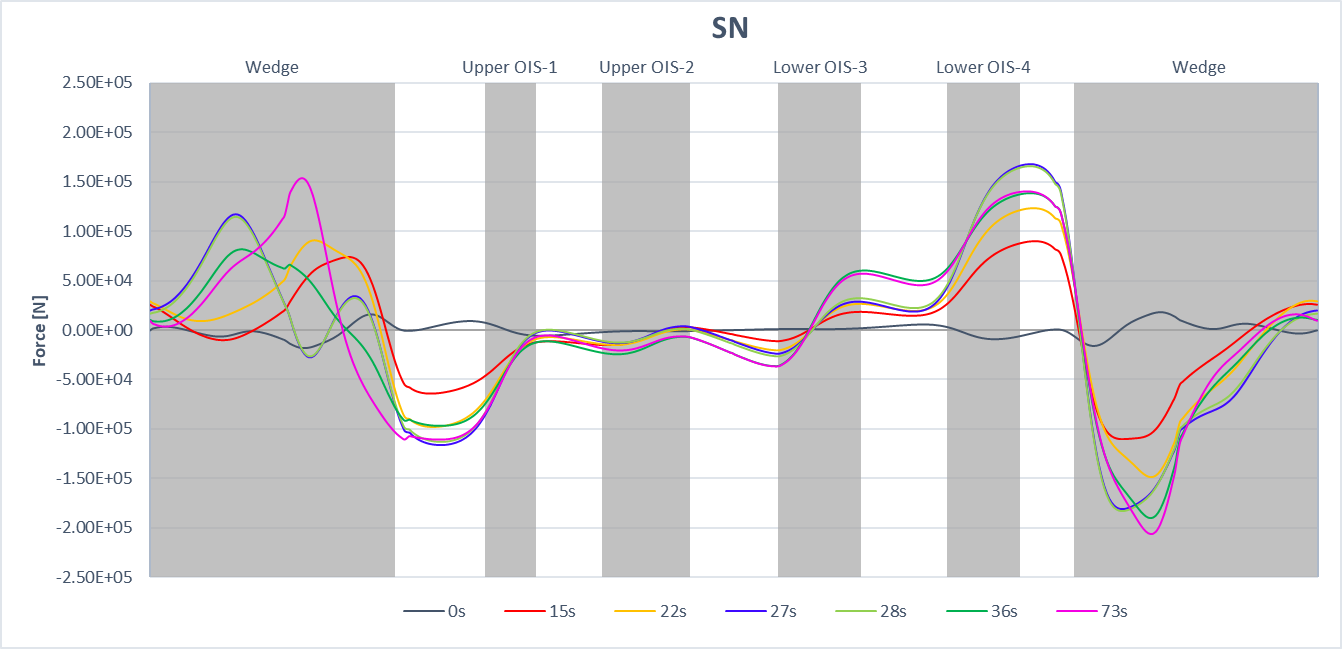 SN
Wedge Upper OIS-1 Upper OIS-2 Lower OIS-3 Lower OIS-4 Wedge
2.50E+05
2.00E+05
1.50E+05
1.00E+05
5.00E+04
0.00E+00
-5.00E+04
-1.00E+05
-1.50E+05
-2.00E+05
-2.50E+05
Force [N]
0s 15s 22s 27s 28s 36s 73s